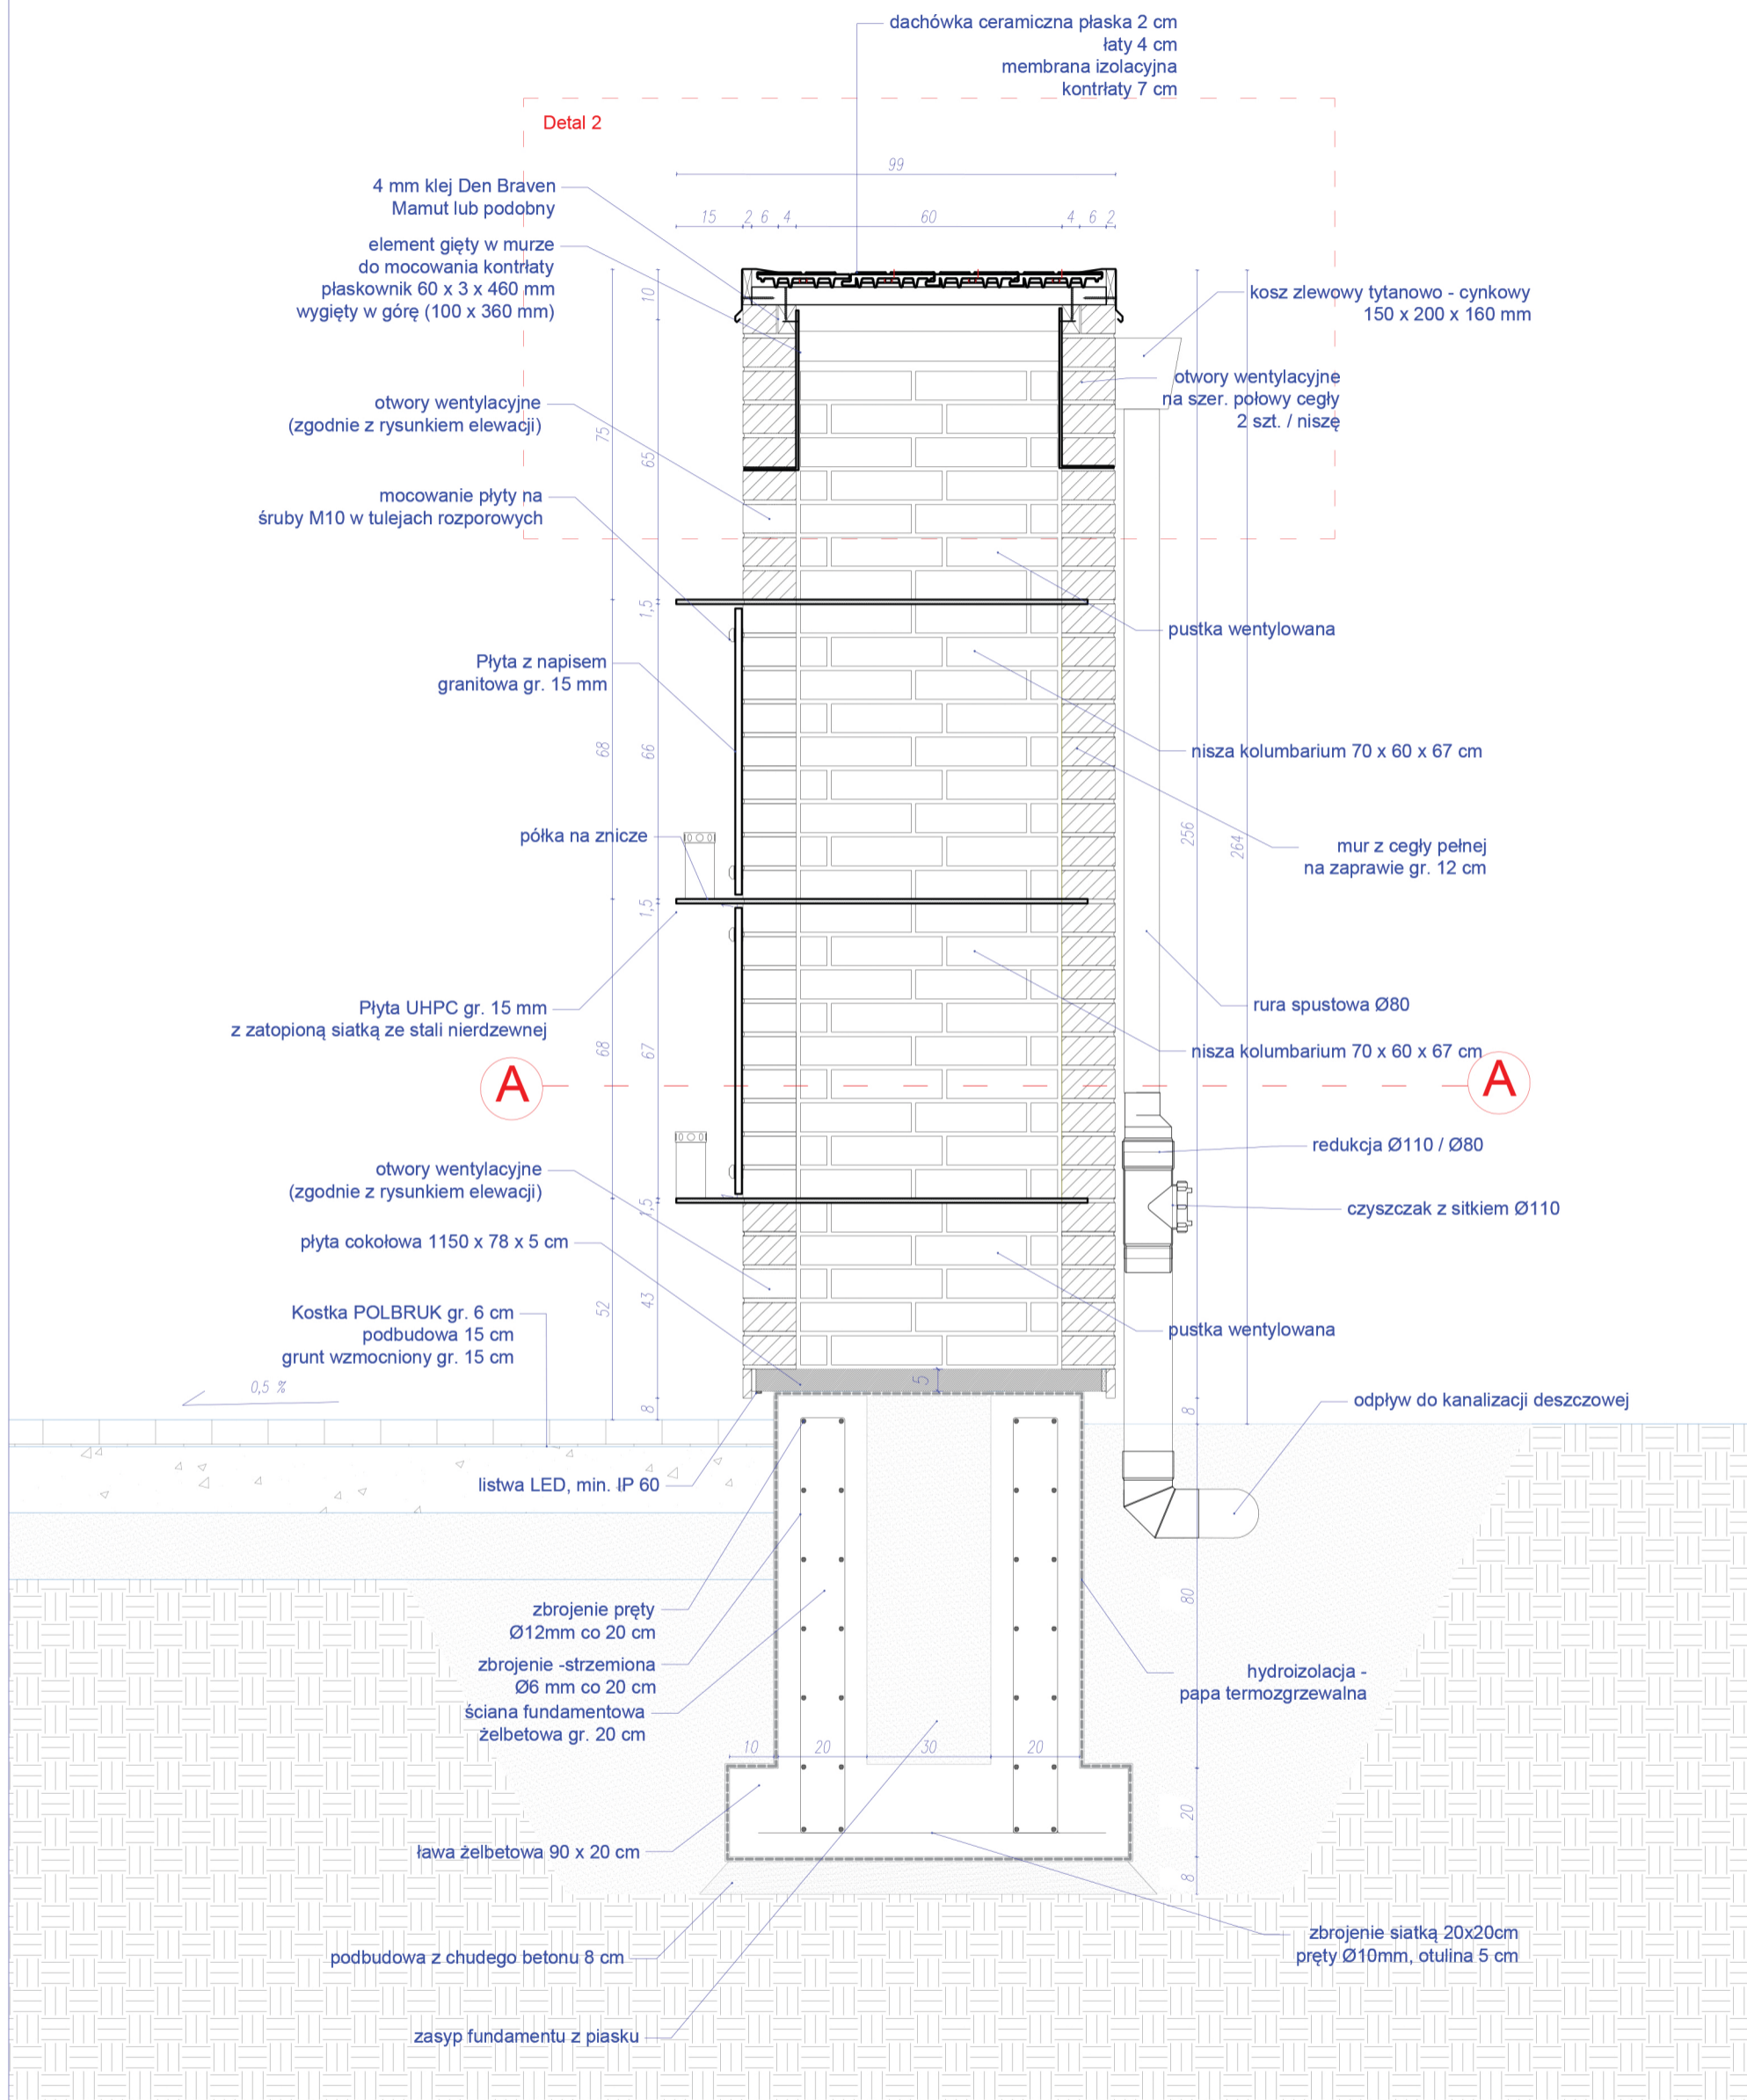 dachówka ceramiczna płaska 2 cm
łaty 4 cm
membrana izolacyjna
kontrłaty 7 cm
Detal 2
99
15 2 6 4 60 4 6 2
4 mm klej Den Braven
Mamut lub podobny
element gięty w murze
do mocowania kontrłaty
płaskownik 60 x 3 x 460 mm
wygięty w górę (100 x 360 mm)
10
kosz zlewowy tytanowo - cynkowy
150 x 200 x 160 mm
otwory wentylacyjne
na szer. połowy cegły
2 szt. / niszę
otwory wentylacyjne
(zgodnie z rysunkiem elewacji)
75
65
mocowanie płyty na
śruby M10 w tulejach rozporowych
1,5
pustka wentylowana
Płyta z napisem
granitowa gr. 15 mm
68
66
nisza kolumbarium 70 x 60 x 67 cm
półka na znicze
256
264
mur z cegły pełnej
na zaprawie gr. 12 cm
1,5
Płyta UHPC gr. 15 mm
z zatopioną siatką ze stali nierdzewnej
rura spustowa Ø80
68
67
nisza kolumbarium 70 x 60 x 67 cm
A
A
redukcja Ø110 / Ø80
otwory wentylacyjne
(zgodnie z rysunkiem elewacji)
1,5
czyszczak z sitkiem Ø110
płyta cokołowa 1150 x 78 x 5 cm
52
43
Kostka POLBRUK gr. 6 cm
podbudowa 15 cm
grunt wzmocniony gr. 15 cm
pustka wentylowana
0,5 %
5
8
8
odpływ do kanalizacji deszczowej
listwa LED, min. IP 60
zbrojenie pręty
Ø12mm co 20 cm
80
zbrojenie -strzemiona
Ø6 mm co 20 cm
hydroizolacja -
papa termozgrzewalna
ściana fundamentowa
żelbetowa gr. 20 cm
10 20 30 20
20
ława żelbetowa 90 x 20 cm
8
zbrojenie siatką 20x20cm
pręty Ø10mm, otulina 5 cm
podbudowa z chudego betonu 8 cm
zasyp fundamentu z piasku